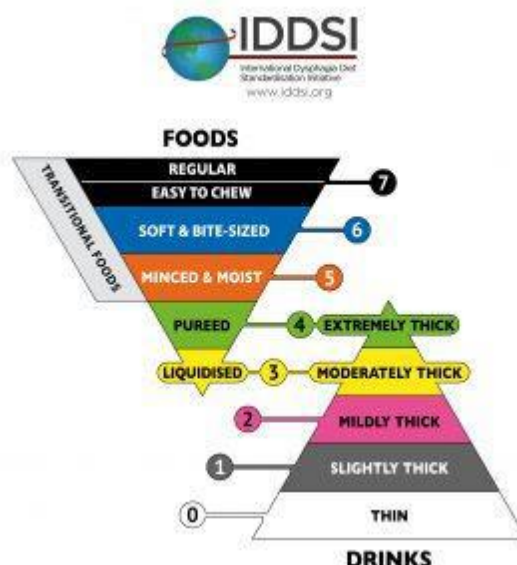 IDDSI
International Dysphagia Diet
Standardisation Initiative
www.iddsi.org
FOODS
TRANSITIONAL FOODS
REGULAR
EASY TO CHEW
7
SOFT & BITE-SIZED
6
MINCED & MOIST
5
PUREED
4
EXTREMELY THICK
LIQUIDISED
3
MODERATELY THICK
2
MILDLY THICK
1
SLIGHTLY THICK
0
THIN
DRINKS